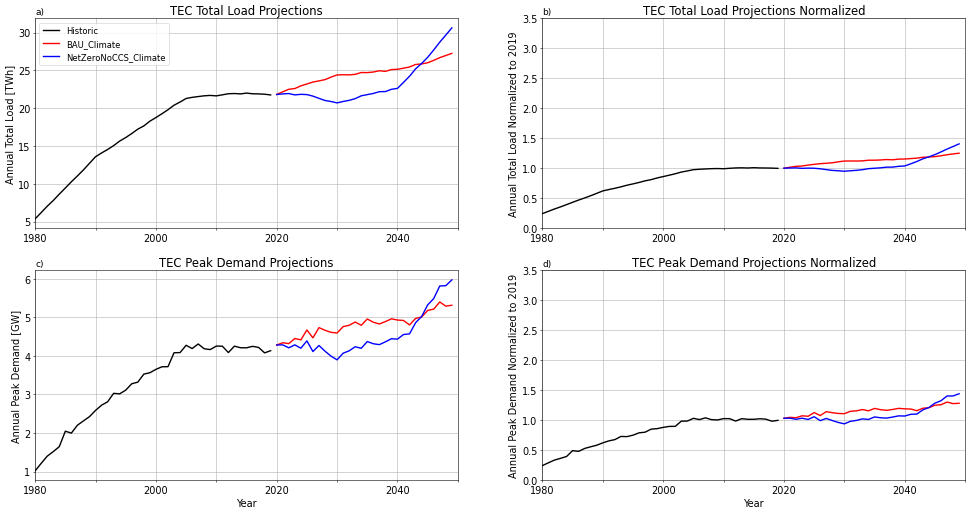 a)
TEC Total Load Projections
Historic
BAU_Climate
NetZeroNoCCS_Climate
Annual Total Load [TWh]
30
25
20
15
10
5
1980
2000
2020
2040
b)
TEC Total Load Projections Normalized
Annual Total Load Normalized to 2019
3.5
3.0
2.5
2.0
1.5
1.0
0.5
0.0
1980
2000
2020
2040
c)
TEC Peak Demand Projections
Annual Peak Demand [GW]
6
5
4
3
2
1
1980
2000
2020
2040
Year
d)
TEC Peak Demand Projections Normalized
Annual Peak Demand Normalized to 2019
3.5
3.0
2.5
2.0
1.5
1.0
0.5
0.0
1980
2000
2020
2040
Year